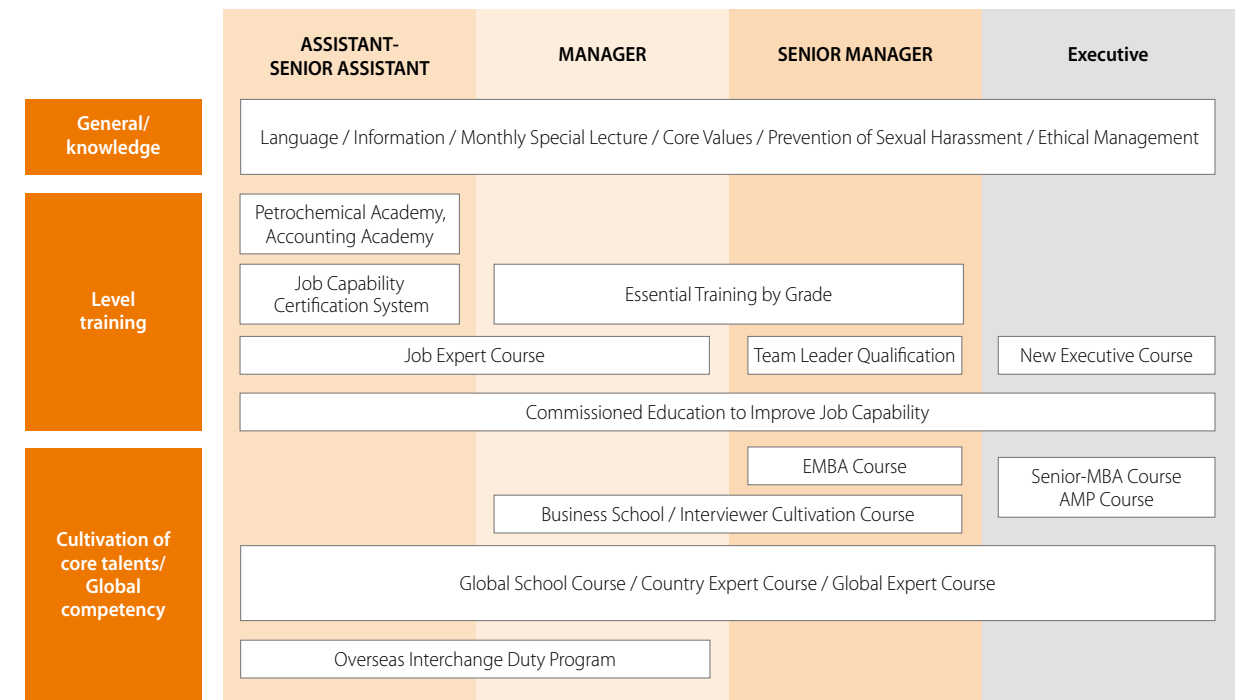 ASSISTANT-
SENIOR ASSISTANT
MANAGER
SENIOR MANAGER
Executive
General/
knowledge
Language / Information / Monthly Special Lecture / Core Values / Prevention of Sexual Harassment / Ethical Management
Level
training
Petrochemical Academy,
Accounting Academy
Job Capability
Certification System
Essential Training by Grade
Job Expert Course
Team Leader Qualification
New Executive Course
Commissioned Education to Improve Job Capability
Cultivation of
core talents/
Global
competency
EMBA Course
Senior-MBA Course
AMP Course
Business School / Interviewer Cultivation Course
Global School Course / Country Expert Course / Global Expert Course
Overseas Interchange Duty Program